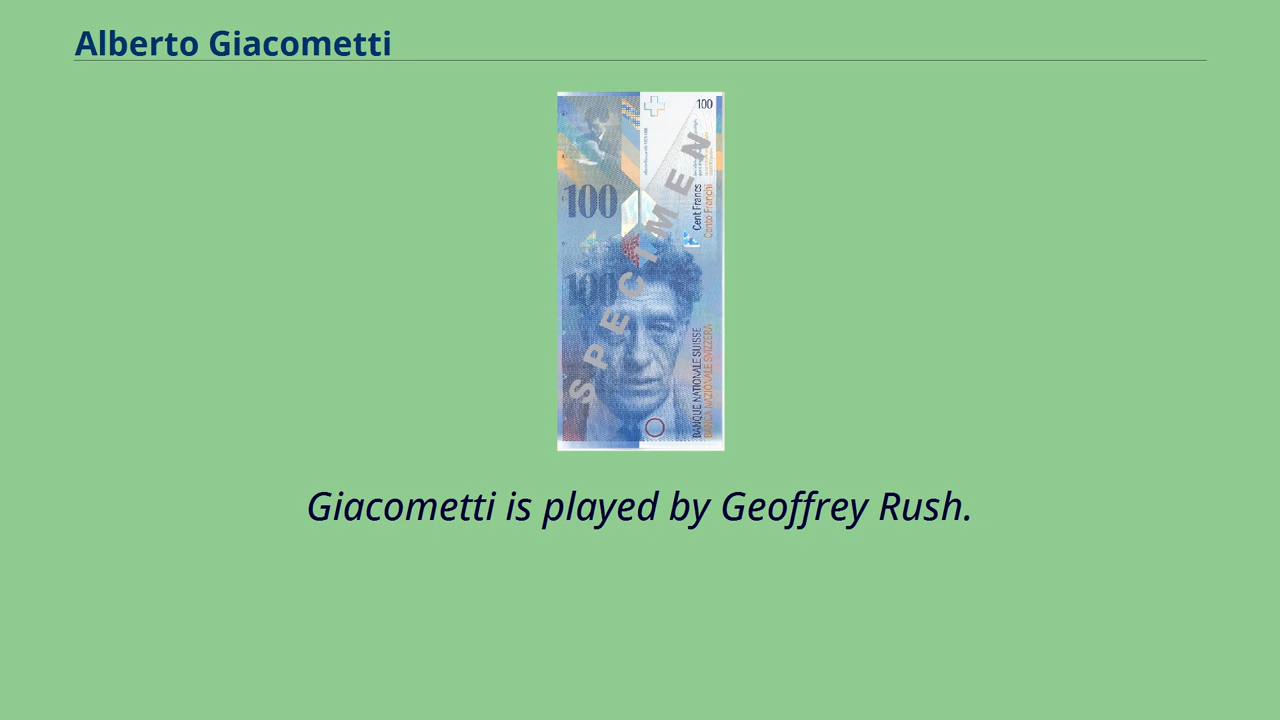 Alberto Giacometti
100
100
100
SPECIMEN
Cent Francs
Cento Franchi
BANQUE NATIONALE SUISSE
BANCA NAZIONALE SVIZZERA
Giacometti is played by Geoffrey Rush.